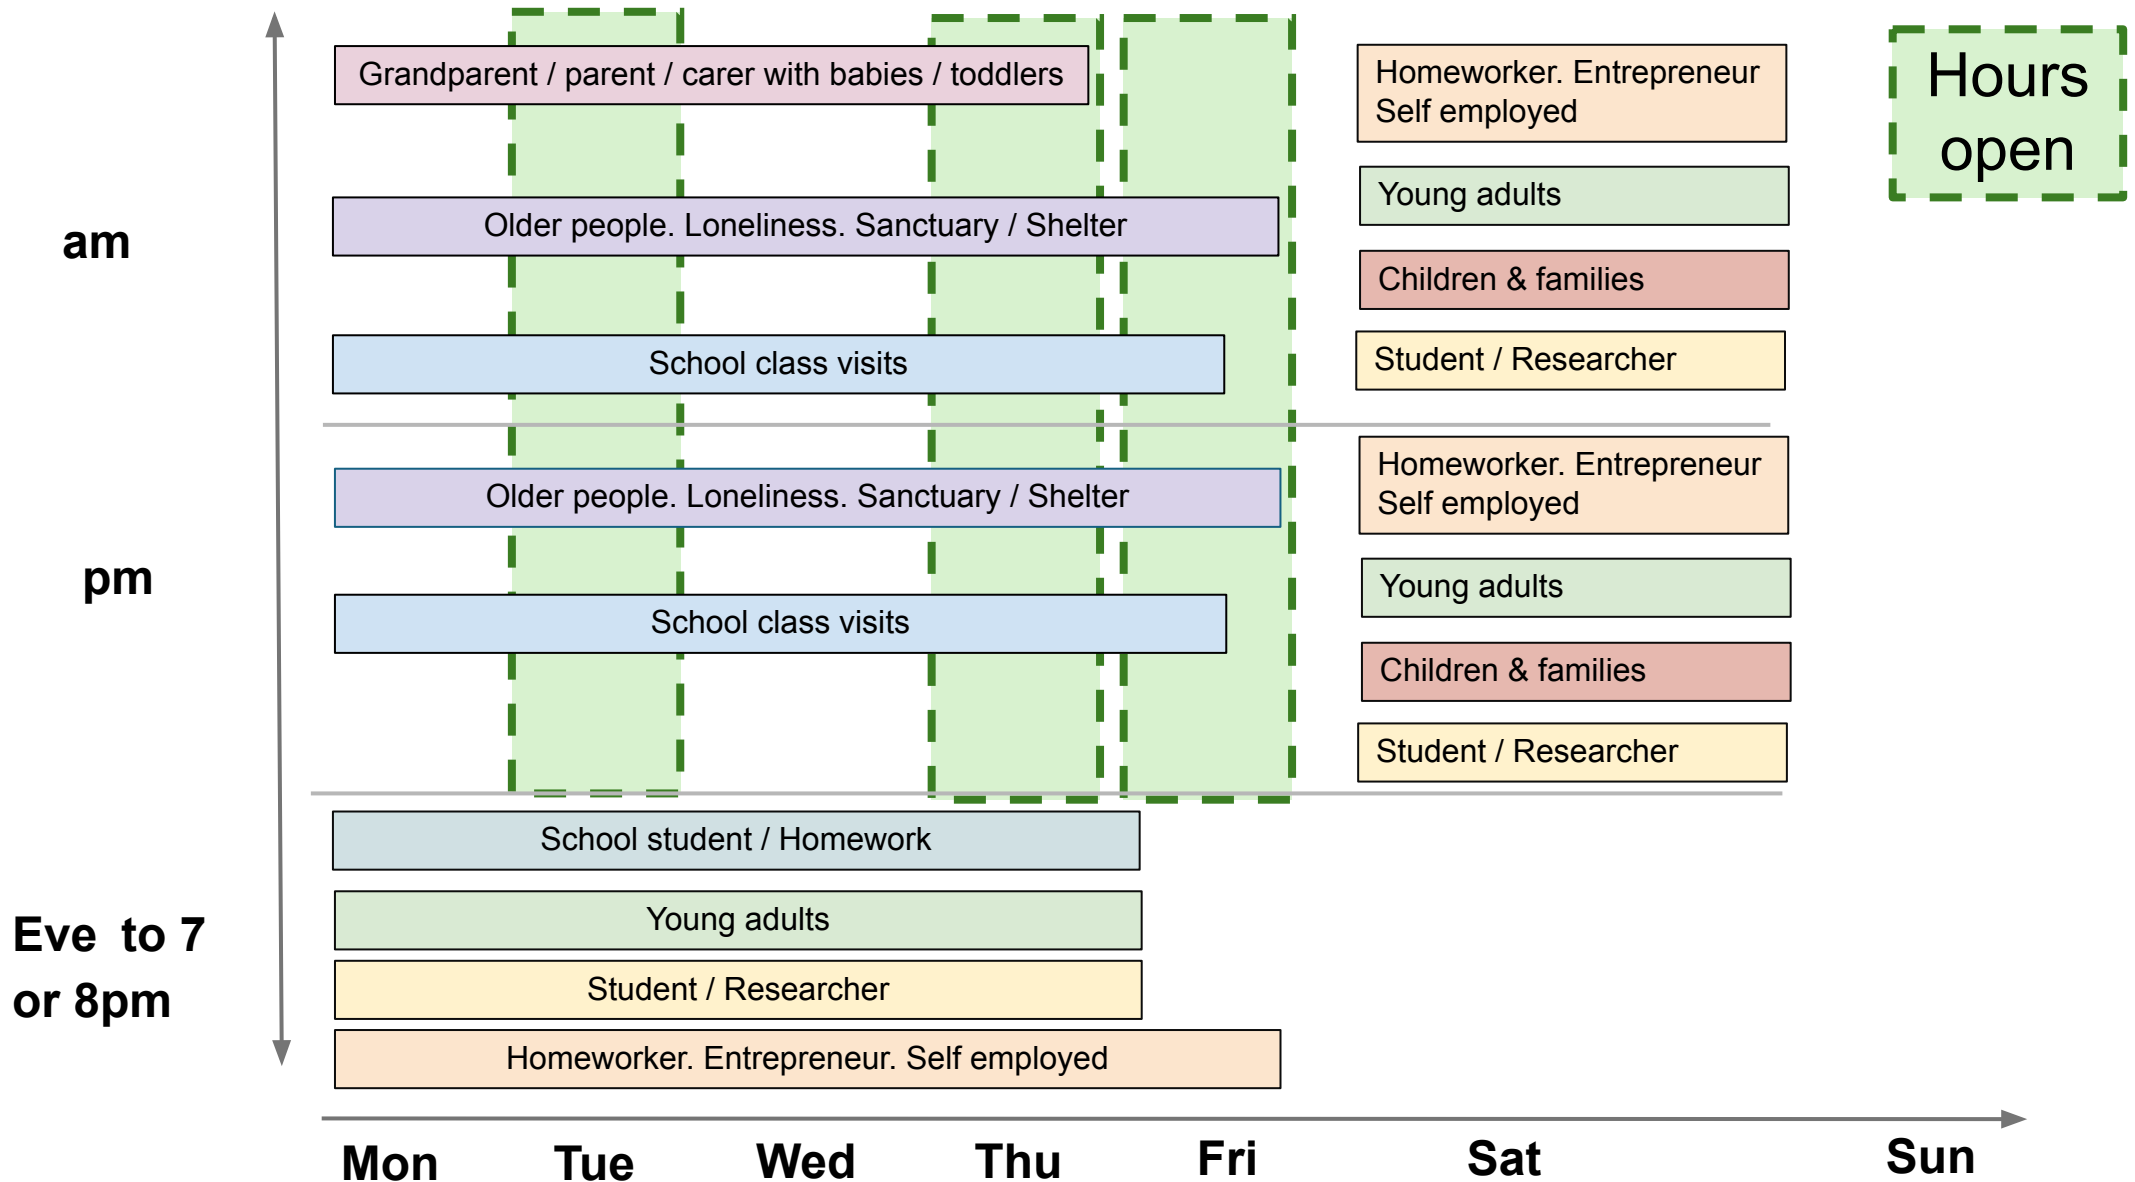 Grandparent / parent / carer with babies / toddlers
Homeworker. Entrepreneur
Self employed
Hours
open
Young adults
am
Older people. Loneliness. Sanctuary / Shelter
Children & families
School class visits
Student / Researcher
Homeworker. Entrepreneur
Self employed
Older people. Loneliness. Sanctuary / Shelter
pm
Young adults
School class visits
Children & families
Student / Researcher
School student / Homework
Eve to 7
or 8pm
Young adults
Student / Researcher
Homeworker. Entrepreneur. Self employed
Mon Tue Wed Thu Fri Sat Sun